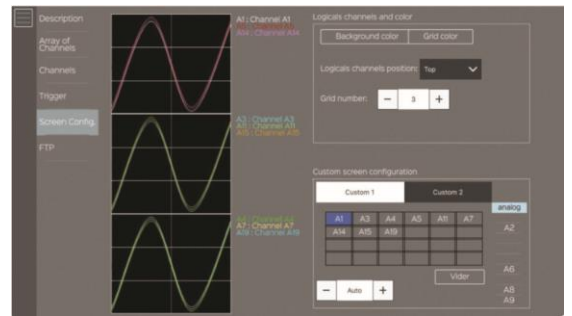 Description
Array of
Channels
Channels
Trigger
Screen Config.
FTP
A1 : Channel A1
A14 : Channel A14
A3 : Channel A3
A11 : Channel A11
A15 : Channel A15
A4 : Channel A4
A7 : Channel A7
A19 : Channel A19
Logicals channels and color
Background color
Grid color
Logicals channels position: Top
Grid number: − 3 +
Custom screen configuration
Custom 1
Custom 2
analog
A1 A3 A4 A5 A11 A7
A14 A15 A19
A2
Vider
A6
− Auto +
A8
A9